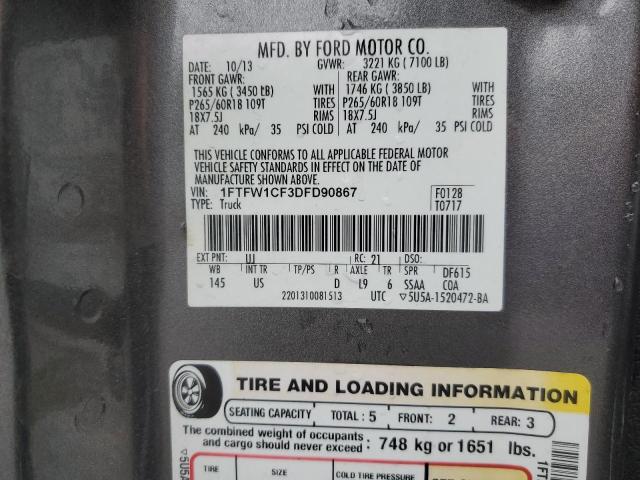 MFD. BY FORD MOTOR CO.
DATE: 10/13 GVWR: 3221 KG ( 7100 LB)
FRONT GAWR: REAR GAWR:
1565 KG ( 3450 LB) WITH 1746 KG ( 3850 LB) WITH
P265/60R18 109T TIRES P265/60R18 109T TIRES
18X7.5J RIMS 18X7.5J RIMS
AT 240 kPa/ 35 PSI COLD AT 240 kPa/ 35 PSI COLD
THIS VEHICLE CONFORMS TO ALL APPLICABLE FEDERAL MOTOR
VEHICLE SAFETY STANDARDS IN EFFECT ON THE DATE OF
MANUFACTURE SHOWN ABOVE.
VIN: 1FTFW1CF3DFD90867 F0128
TYPE: Truck T0717
EXT PNT: UJ RC: 21 DSO:
WB INT TR TP/PS R AXLE TR SPR DF615
145 US D L9 6 SSAA COA
2201310081513 UTC ▽5U5A-1520472-BA
TIRE AND LOADING INFORMATION
SEATING CAPACITY TOTAL : 5 FRONT: 2 REAR: 3
The combined weight of occupants
and cargo should never exceed : 748 kg or 1651 lbs.
TIRE SIZE COLD TIRE PRESSURE
▽5U5A
1FT